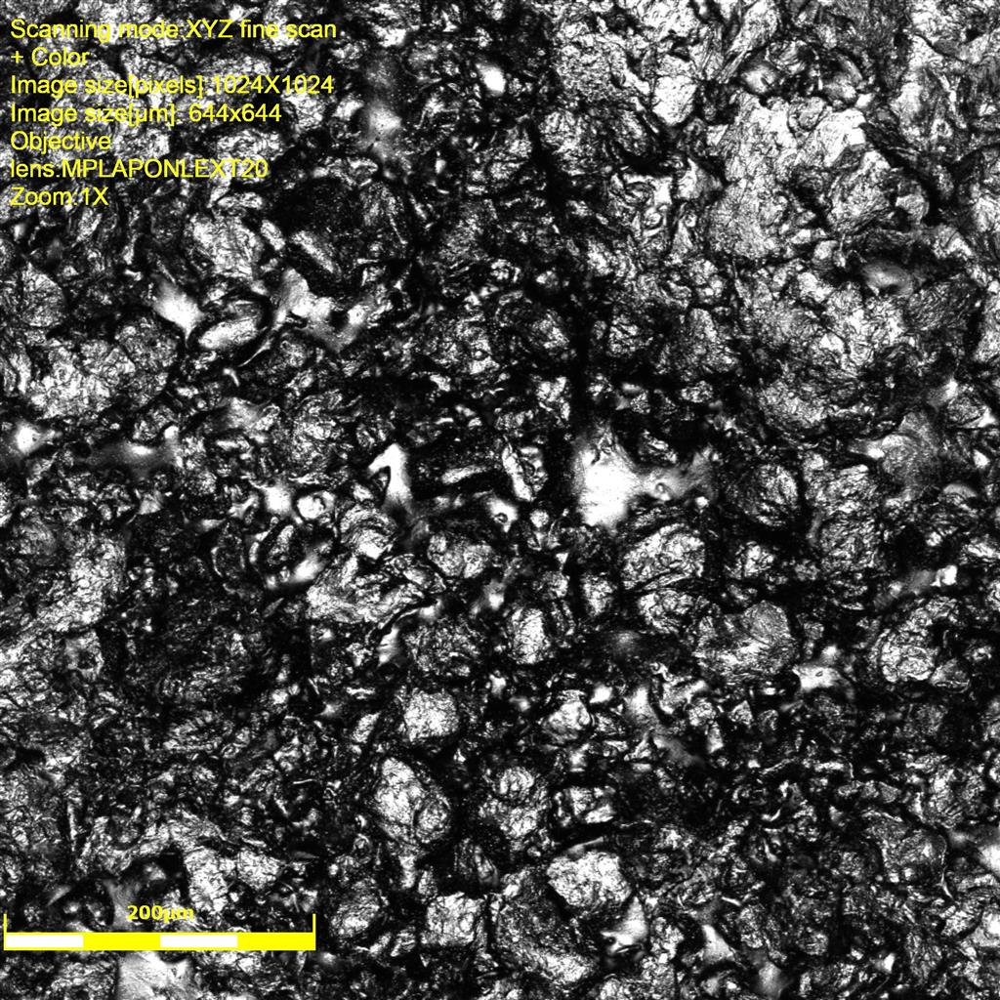 Scanning mode:XYZ fine scan
+ Color
Image size[pixels]:1024X1024
Image size[µm]: 644x644
Objective
lens:MPLAPONLEXT20
Zoom:1X
200µm